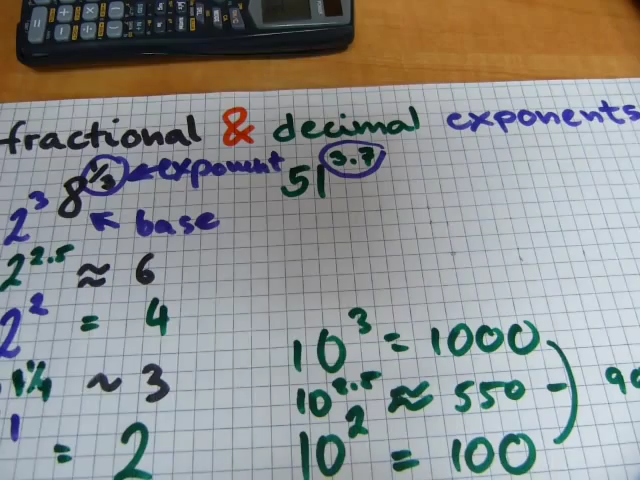 fractional & decimal exponents
8^(1/3) exponent 51^3.7
2^3 base
2^2.5 ≈ 6
2^2 = 4
10^3 = 1000
1¼ ~ 3
10^2.5 ≈ 550
1 = 2
10^2 = 100